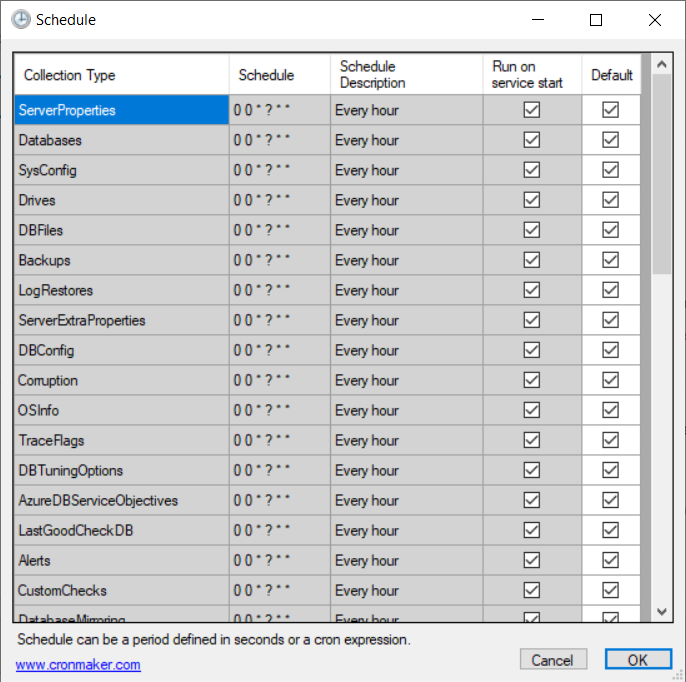 Schedule
Collection Type Schedule Schedule Description Run on service start Default
ServerProperties 0 0 * ? * * Every hour
Databases 0 0 * ? * * Every hour
SysConfig 0 0 * ? * * Every hour
Drives 0 0 * ? * * Every hour
DBFiles 0 0 * ? * * Every hour
Backups 0 0 * ? * * Every hour
LogRestores 0 0 * ? * * Every hour
ServerExtraProperties 0 0 * ? * * Every hour
DBConfig 0 0 * ? * * Every hour
Corruption 0 0 * ? * * Every hour
OSInfo 0 0 * ? * * Every hour
TraceFlags 0 0 * ? * * Every hour
DBTuningOptions 0 0 * ? * * Every hour
AzureDBServiceObjectives 0 0 * ? * * Every hour
LastGoodCheckDB 0 0 * ? * * Every hour
Alerts 0 0 * ? * * Every hour
CustomChecks 0 0 * ? * * Every hour
DatabaseMirroring 0 0 * ? * * Every hour
Schedule can be a period defined in seconds or a cron expression.
www.cronmaker.com
Cancel OK